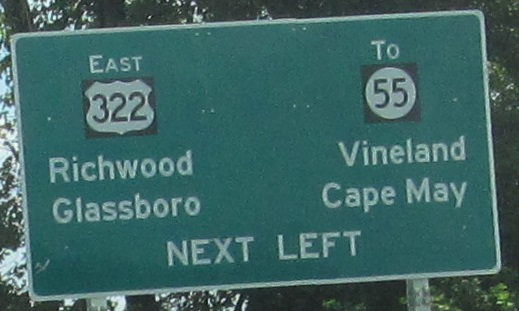 EAST
322
Richwood
Glassboro
TO
55
Vineland
Cape May
NEXT LEFT